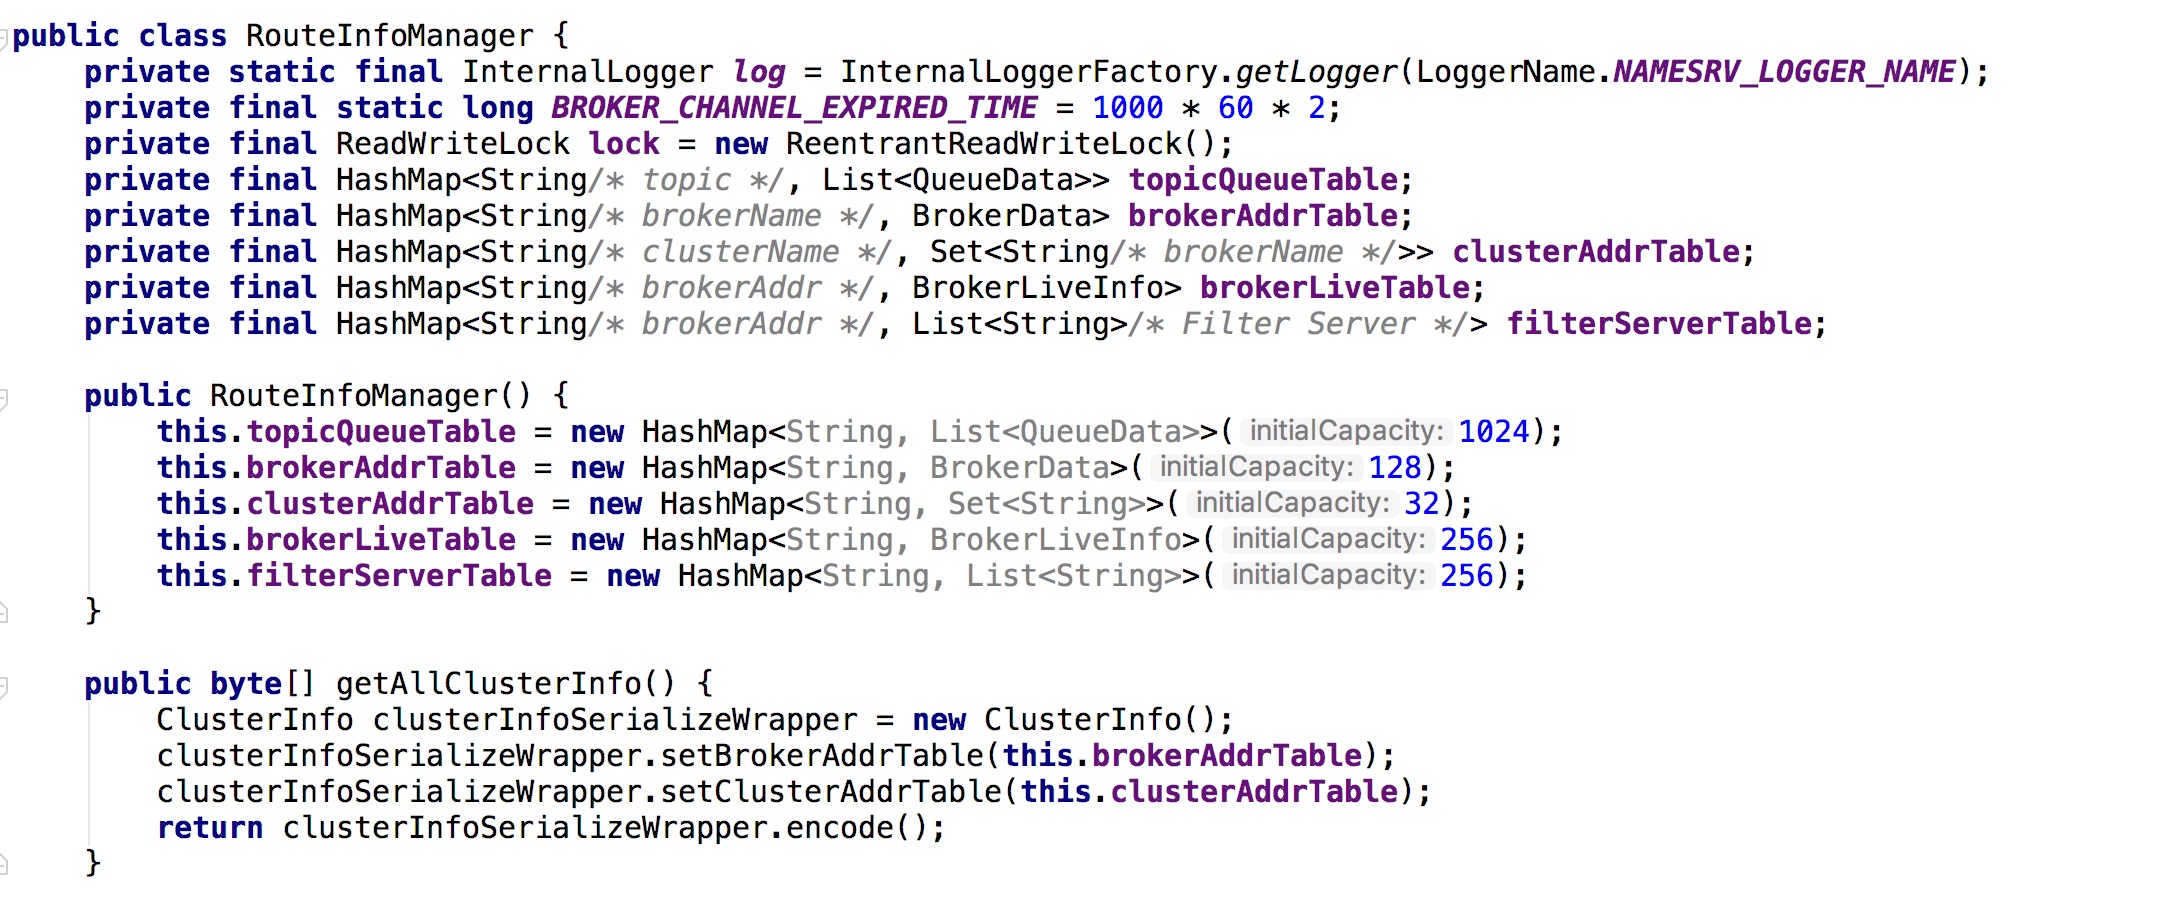 public class RouteInfoManager {
    private static final InternalLogger log = InternalLoggerFactory.getLogger(LoggerName.NAMESRV_LOGGER_NAME);
    private final static long BROKER_CHANNEL_EXPIRED_TIME = 1000 * 60 * 2;
    private final ReadWriteLock lock = new ReentrantReadWriteLock();
    private final HashMap<String/* topic */, List<QueueData>> topicQueueTable;
    private final HashMap<String/* brokerName */, BrokerData> brokerAddrTable;
    private final HashMap<String/* clusterName */, Set<String/* brokerName */>> clusterAddrTable;
    private final HashMap<String/* brokerAddr */, BrokerLiveInfo> brokerLiveTable;
    private final HashMap<String/* brokerAddr */, List<String>/* Filter Server */> filterServerTable;

    public RouteInfoManager() {
        this.topicQueueTable = new HashMap<String, List<QueueData>>( initialCapacity: 1024);
        this.brokerAddrTable = new HashMap<String, BrokerData>( initialCapacity: 128);
        this.clusterAddrTable = new HashMap<String, Set<String>>( initialCapacity: 32);
        this.brokerLiveTable = new HashMap<String, BrokerLiveInfo>( initialCapacity: 256);
        this.filterServerTable = new HashMap<String, List<String>>( initialCapacity: 256);
    }

    public byte[] getAllClusterInfo() {
        ClusterInfo clusterInfoSerializeWrapper = new ClusterInfo();
        clusterInfoSerializeWrapper.setBrokerAddrTable(this.brokerAddrTable);
        clusterInfoSerializeWrapper.setClusterAddrTable(this.clusterAddrTable);
        return clusterInfoSerializeWrapper.encode();
    }